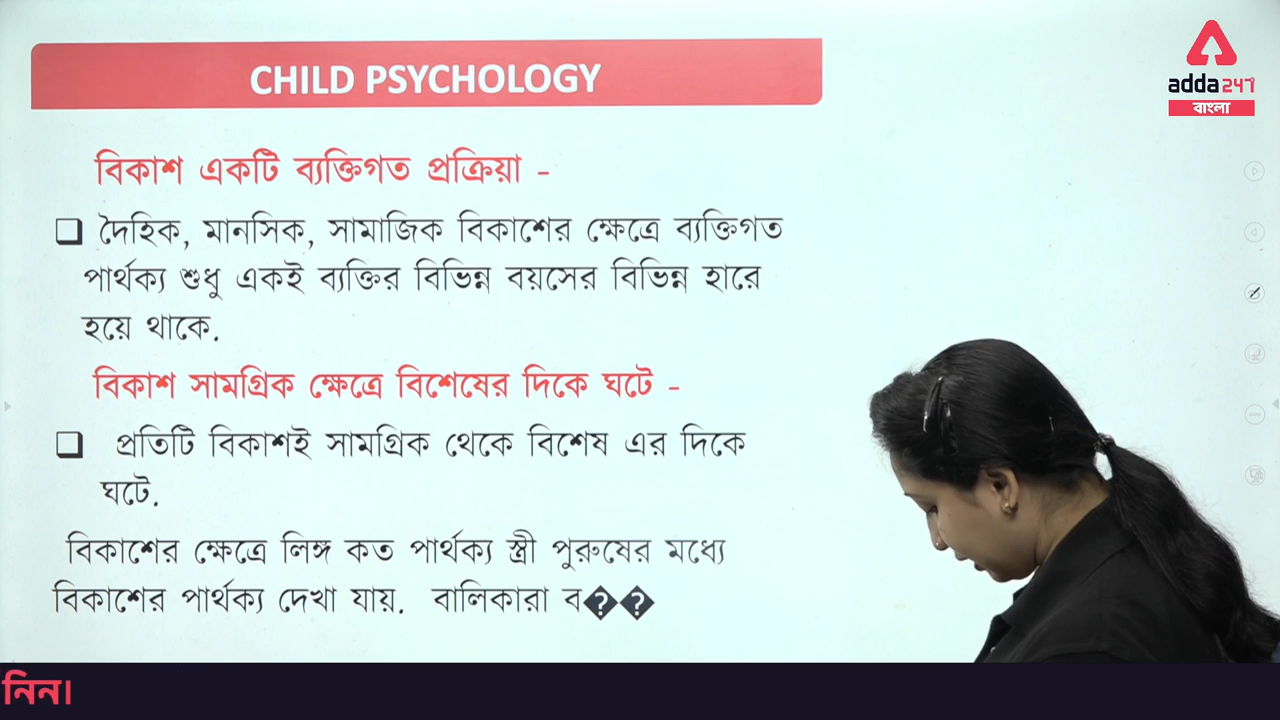 CHILD PSYCHOLOGY
adda247
বাংলা
বিকাশ একটি ব্যক্তিগত প্রক্রিয়া -
❑ দৈহিক, মানসিক, সামাজিক বিকাশের ক্ষেত্রে ব্যক্তিগত
পার্থক্য শুধু একই ব্যক্তির বিভিন্ন বয়সের বিভিন্ন হারে
হয়ে থাকে.
বিকাশ সামগ্রিক ক্ষেত্রে বিশেষের দিকে ঘটে -
❑ প্রতিটি বিকাশই সামগ্রিক থেকে বিশেষ এর দিকে
ঘটে.
বিকাশের ক্ষেত্রে লিঙ্গ কত পার্থক্য স্ত্রী পুরুষের মধ্যে
বিকাশের পার্থক্য দেখা যায়. বালিকারা ব��
নিন।